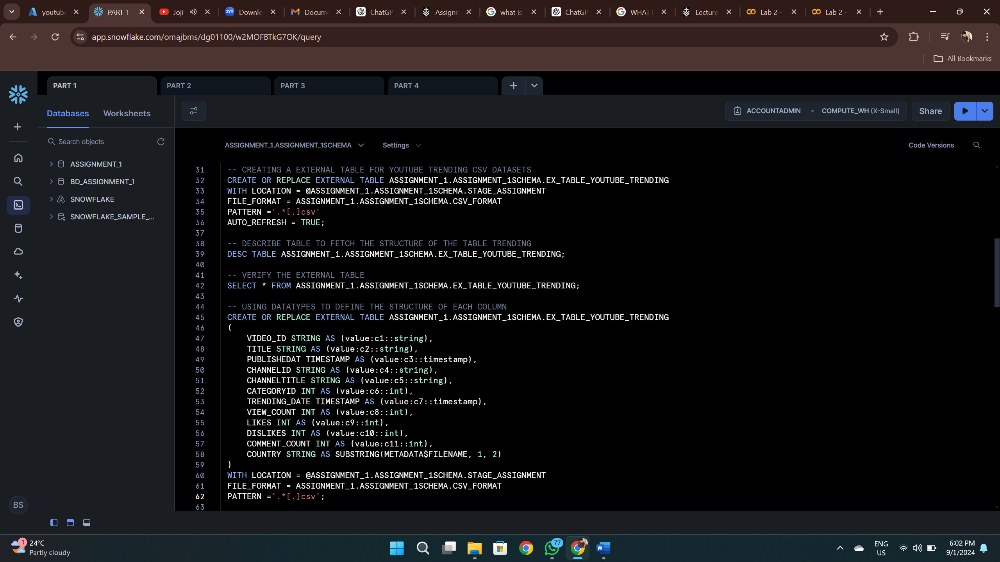 youtube
PART 1
Joji
Downlo
Docume
ChatGP
Assignn
what is
ChatGP
WHAT I
Lecture
Lab 2 -
Lab 2 -
app.snowflake.com/omajbms/dg01100/w2MOFBTkG7OK/query
All Bookmarks
PART 1
PART 2
PART 3
PART 4
Databases
Worksheets
ACCOUNTADMIN
COMPUTE_WH (X-Small)
Share
Search objects
ASSIGNMENT_1
BD_ASSIGNMENT_1
SNOWFLAKE
SNOWFLAKE_SAMPLE_...
ASSIGNMENT_1.ASSIGNMENT_1SCHEMA
Settings
Code Versions
31 -- CREATING A EXTERNAL TABLE FOR YOUTUBE TRENDING CSV DATASETS
32 CREATE OR REPLACE EXTERNAL TABLE ASSIGNMENT_1.ASSIGNMENT_1SCHEMA.EX_TABLE_YOUTUBE_TRENDING
33 WITH LOCATION = @ASSIGNMENT_1.ASSIGNMENT_1SCHEMA.STAGE_ASSIGNMENT
34 FILE_FORMAT = ASSIGNMENT_1.ASSIGNMENT_1SCHEMA.CSV_FORMAT
35 PATTERN ='.*[.]csv'
36 AUTO_REFRESH = TRUE;
37
38 -- DESCRIBE TABLE TO FETCH THE STRUCTURE OF THE TABLE TRENDING
39 DESC TABLE ASSIGNMENT_1.ASSIGNMENT_1SCHEMA.EX_TABLE_YOUTUBE_TRENDING;
40
41 -- VERIFY THE EXTERNAL TABLE
42 SELECT * FROM ASSIGNMENT_1.ASSIGNMENT_1SCHEMA.EX_TABLE_YOUTUBE_TRENDING;
43
44 -- USING DATATYPES TO DEFINE THE STRUCTURE OF EACH COLUMN
45 CREATE OR REPLACE EXTERNAL TABLE ASSIGNMENT_1.ASSIGNMENT_1SCHEMA.EX_TABLE_YOUTUBE_TRENDING
46 (
47 VIDEO_ID STRING AS (value:c1::string),
48 TITLE STRING AS (value:c2::string),
49 PUBLISHEDAT TIMESTAMP AS (value:c3::timestamp),
50 CHANNELID STRING AS (value:c4::string),
51 CHANNELTITLE STRING AS (value:c5::string),
52 CATEGORYID INT AS (value:c6::int),
53 TRENDING_DATE TIMESTAMP AS (value:c7::timestamp),
54 VIEW_COUNT INT AS (value:c8::int),
55 LIKES INT AS (value:c9::int),
56 DISLIKES INT AS (value:c10::int),
57 COMMENT_COUNT INT AS (value:c11::int),
58 COUNTRY STRING AS SUBSTRING(METADATA$FILENAME, 1, 2)
59 )
60 WITH LOCATION = @ASSIGNMENT_1.ASSIGNMENT_1SCHEMA.STAGE_ASSIGNMENT
61 FILE_FORMAT = ASSIGNMENT_1.ASSIGNMENT_1SCHEMA.CSV_FORMAT
62 PATTERN ='.*[.]csv';
63
BS
1
24°C
Partly cloudy
77
ENG
US
6:02 PM
9/1/2024